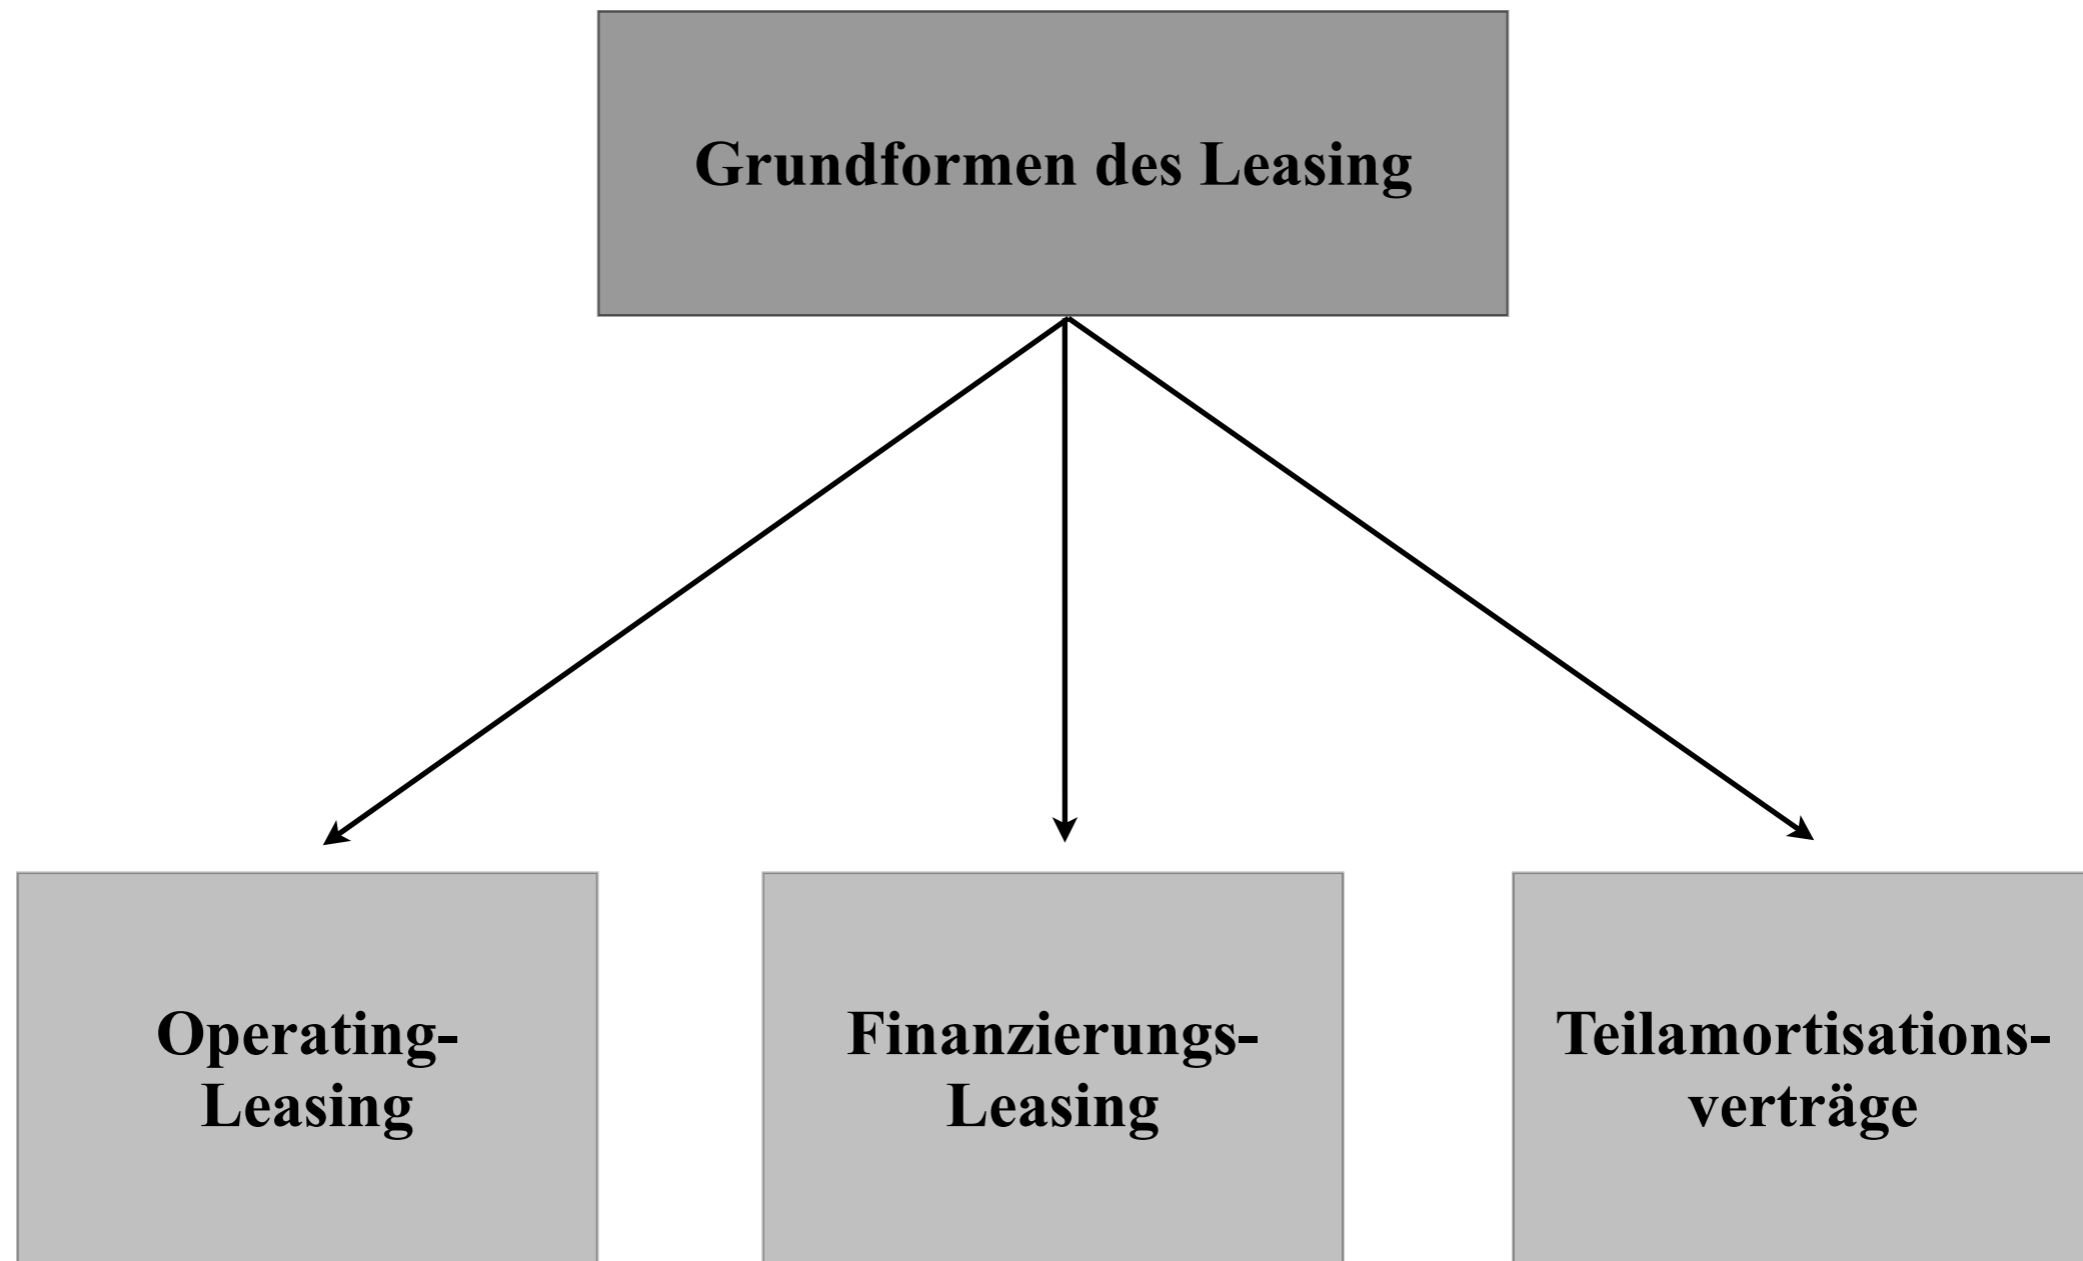 Grundformen des Leasing
Operating-
Leasing
Finanzierungs-
Leasing
Teilamortisations-
verträge